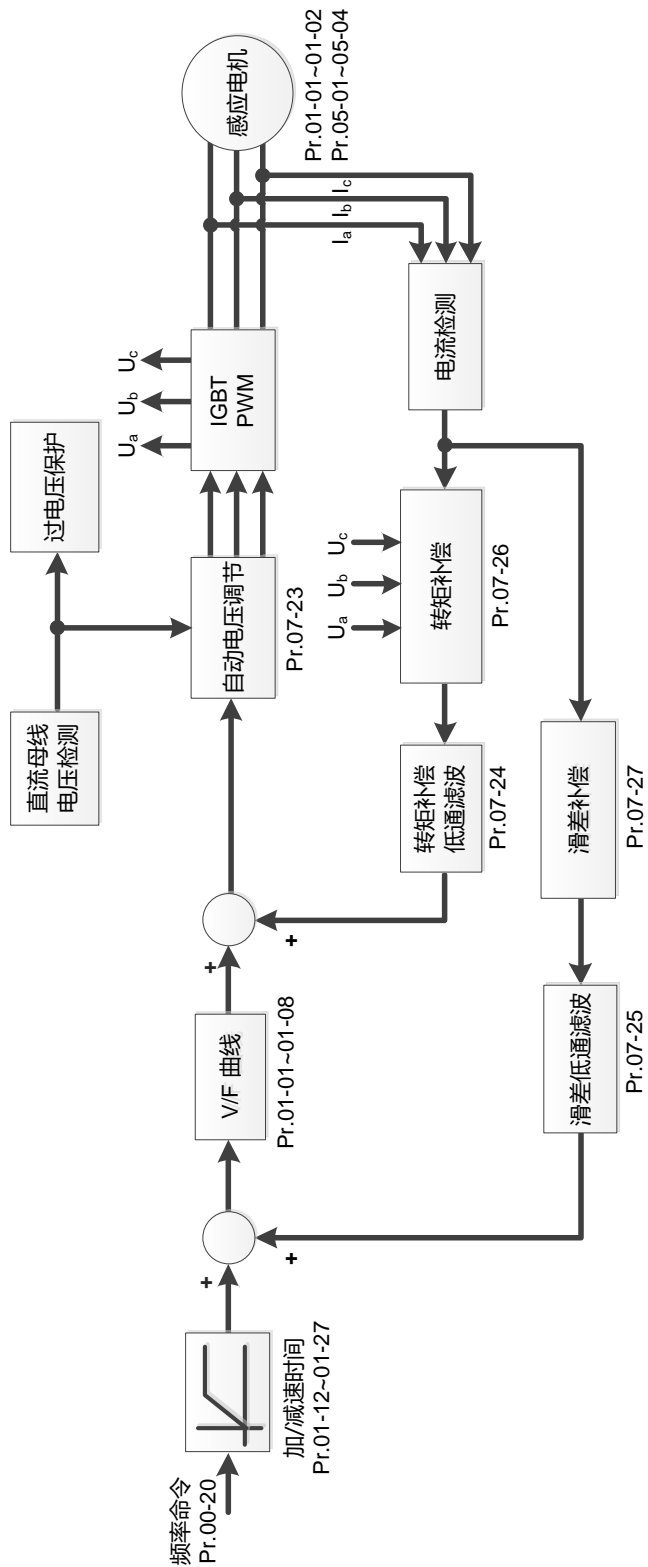 频率命令
Pr.00-20
加/减速时间
Pr.01-12~01-27
+
+
V/F 曲线
Pr.01-01~01-08
+
+
直流母线
电压检测
过电压保护
自动电压调节
Pr.07-23
IGBT
PWM
Ua
Ub
Uc
感应电机
Pr.01-01~01-02
Pr.05-01~05-04
Ia
Ib
Ic
电流检测
Ua
Ub
Uc
转矩补偿
Pr.07-26
转矩补偿
低通滤波
Pr.07-24
滑差补偿
Pr.07-27
滑差低通滤波
Pr.07-25